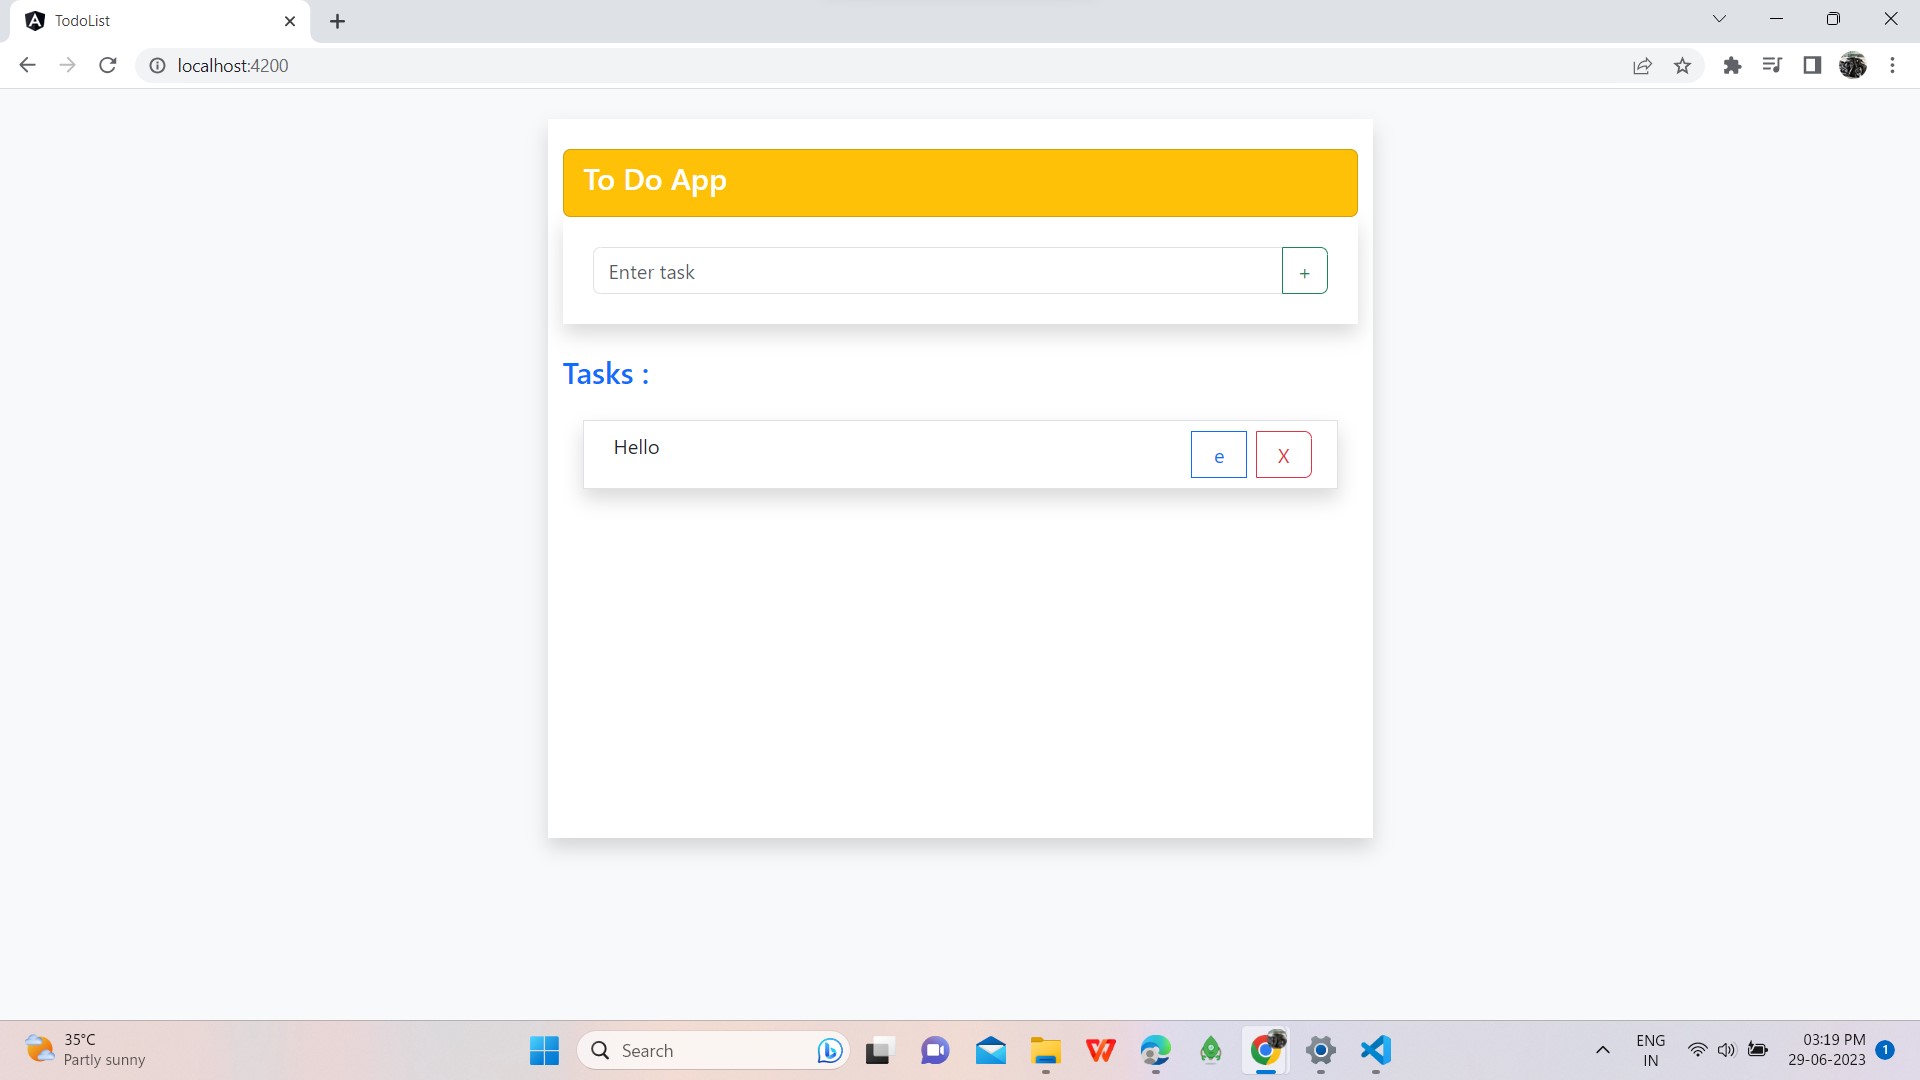 TodoList
localhost:4200
To Do App
Enter task
+
Tasks :
Hello
e
X
35°C
Partly sunny
Search
ENG
IN
03:19 PM
29-06-2023
1